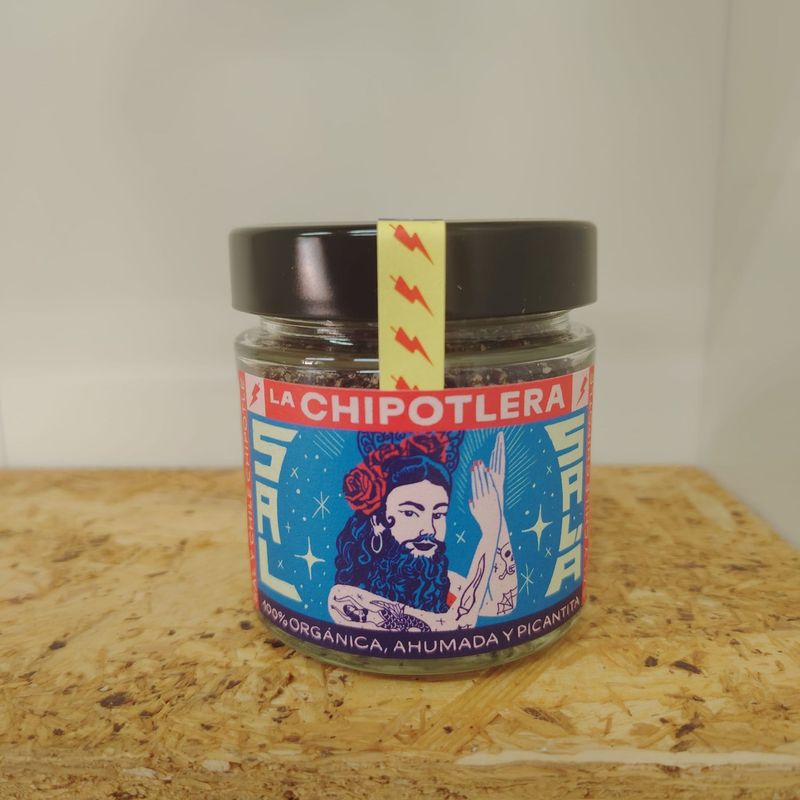 LA CHIPOTLERA
SAL
SALA
100% ORGÁNICA, AHUMADA Y PICANTITA